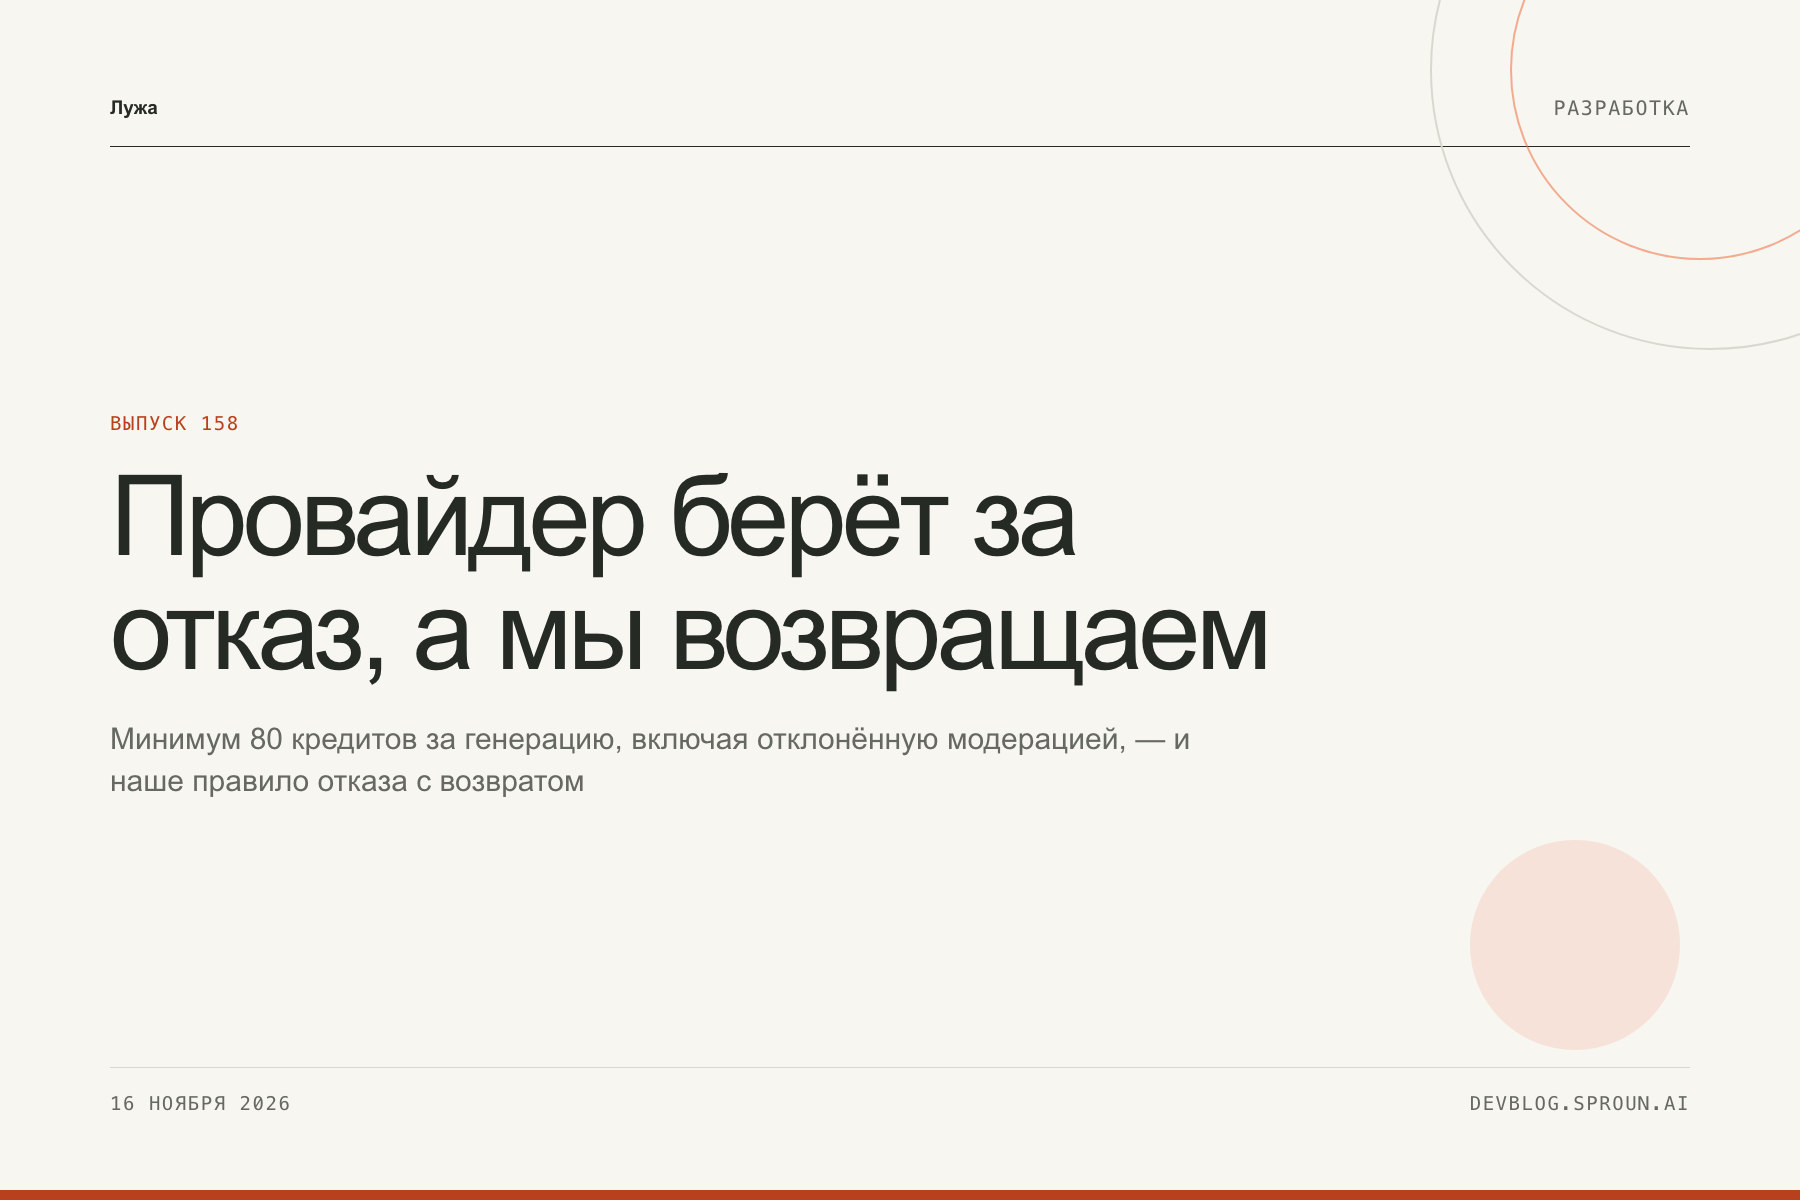 Лужа
РАЗРАБОТКА
ВЫПУСК 158
Провайдер берёт за
отказ, а мы возвращаем
Минимум 80 кредитов за генерацию, включая отклонённую модерацией, — и
наше правило отказа с возвратом
16 НОЯБРЯ 2026
DEVBLOG.SPROUN.AI